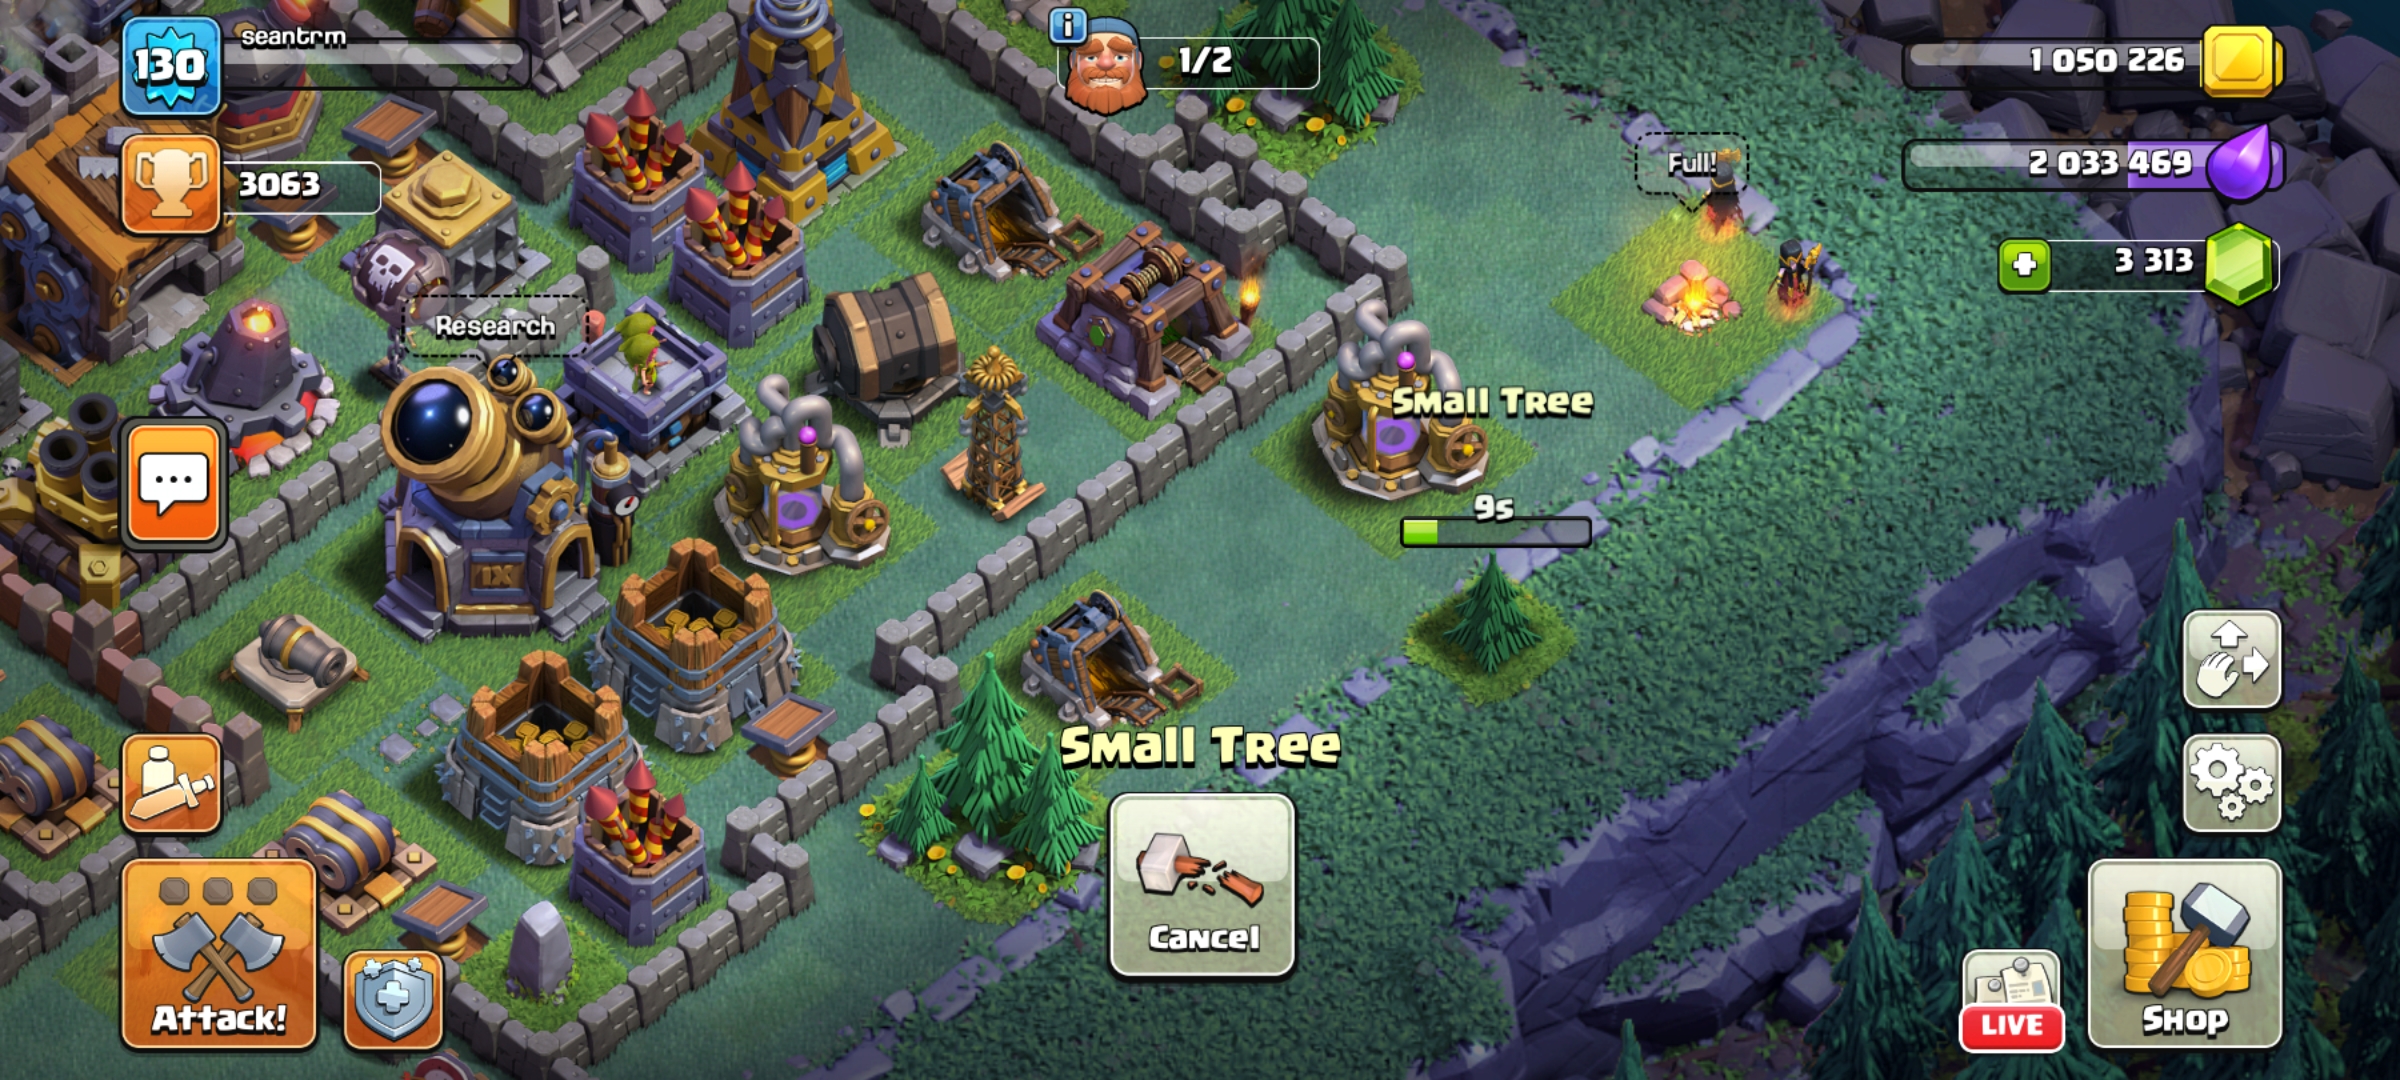 130
seantrm
1/2
1 050 226
Full!
2 033 469
3063
3 313
Research
Small Tree
9s
IX
Small Tree
Cancel
Attack!
LIVE
Shop